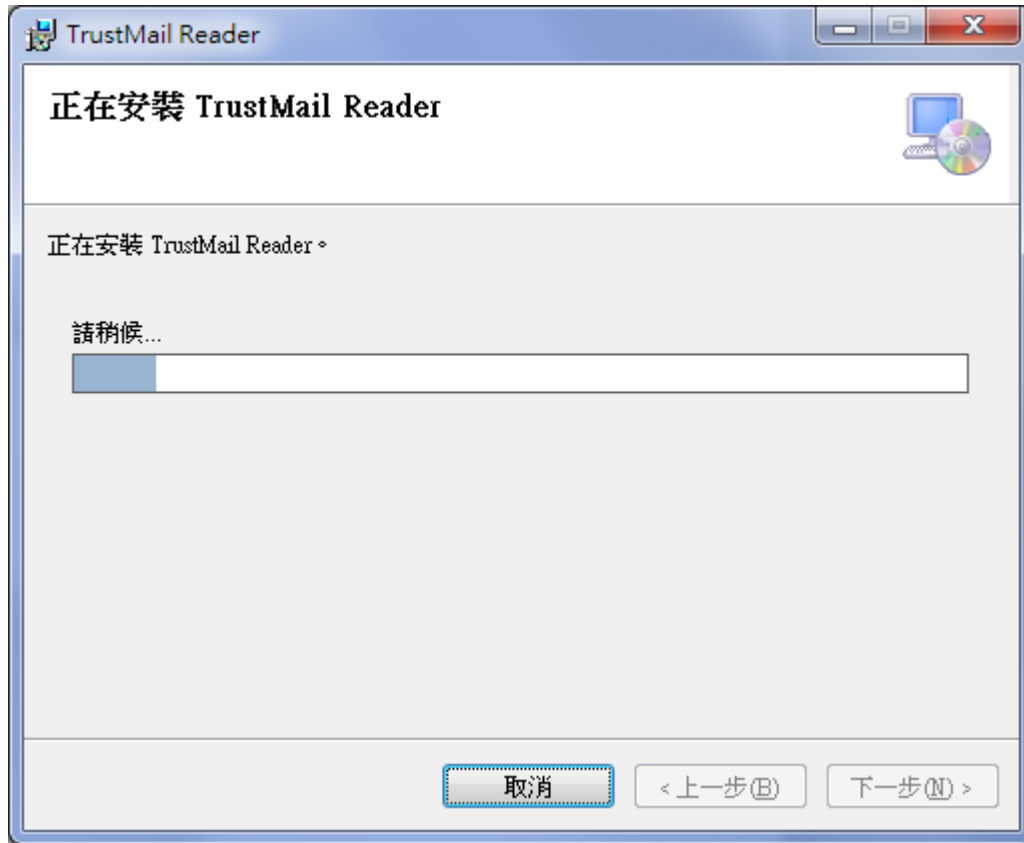 TrustMail Reader
正在安裝 TrustMail Reader
正在安裝 TrustMail Reader。
請稍候...
取消
< 上一步(B)
下一步(N) >